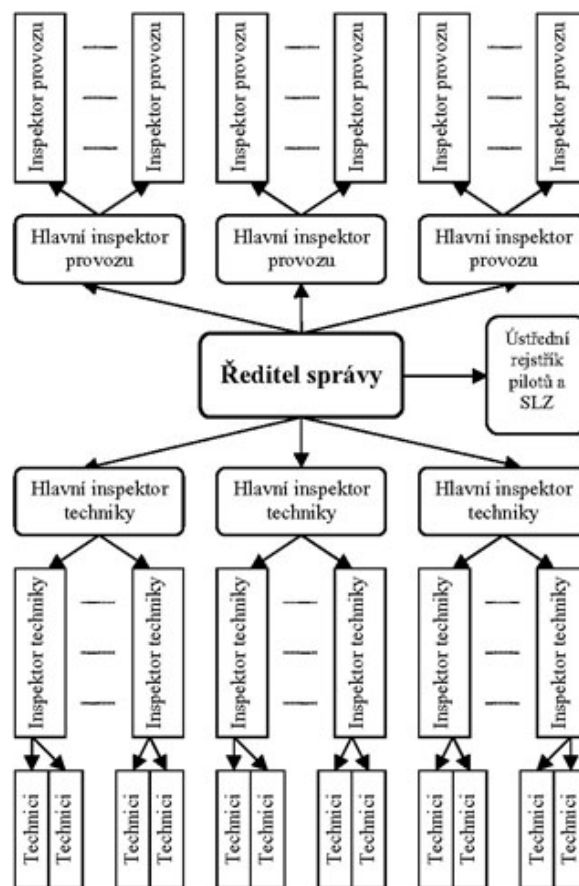 Inspektor provozu
Inspektor provozu
Inspektor provozu
Inspektor provozu
Inspektor provozu
Inspektor provozu
Hlavní inspektor
provozu
Hlavní inspektor
provozu
Hlavní inspektor
provozu
Ředitel správy
Ústřední
rejstřík
pilotů a
SLZ
Hlavní inspektor
techniky
Hlavní inspektor
techniky
Hlavní inspektor
techniky
Inspektor techniky
Inspektor techniky
Inspektor techniky
Inspektor techniky
Inspektor techniky
Inspektor techniky
Technici
Technici
Technici
Technici
Technici
Technici
Technici
Technici
Technici
Technici
Technici
Technici